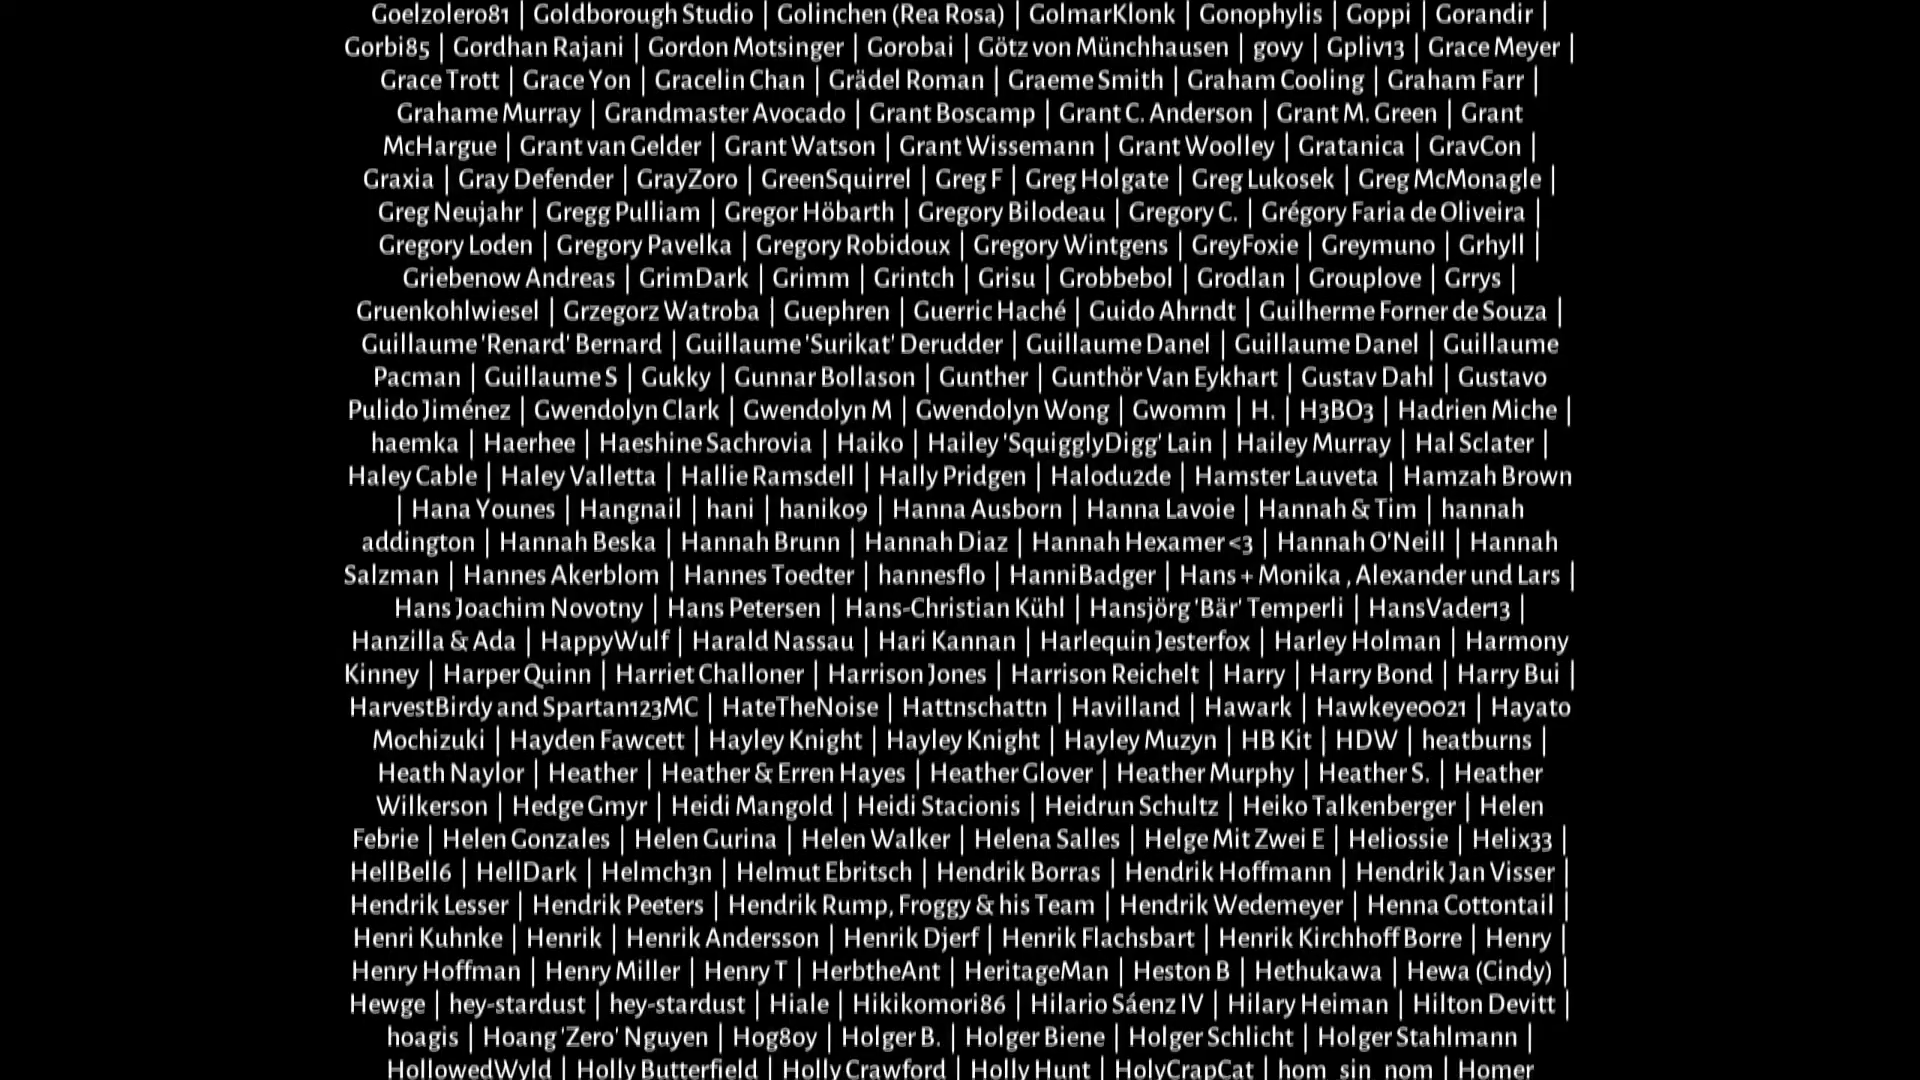 Goelzolero81 | Goldborough Studio | Golinchen (Rea Rosa) | GolmarKlonk | Gonophylis | Goppi | Gorandir |
Gorbi85 | Gordhan Rajani | Gordon Motsinger | Gorobai | Götz von Münchhausen | govy | Gpliv13 | Grace Meyer |
Grace Trott | Grace Yon | Gracelin Chan | Grädel Roman | Graeme Smith | Graham Cooling | Graham Farr |
Grahame Murray | Grandmaster Avocado | Grant Boscamp | Grant C. Anderson | Grant M. Green | Grant
McHargue | Grant van Gelder | Grant Watson | Grant Wissemann | Grant Woolley | Gratanica | GravCon |
Graxia | Gray Defender | GrayZoro | GreenSquirrel | Greg F | Greg Holgate | Greg Lukosek | Greg McMonagle |
Greg Neujahr | Gregg Pulliam | Gregor Höbarth | Gregory Bilodeau | Gregory C. | Grégory Faria de Oliveira |
Gregory Loden | Gregory Pavelka | Gregory Robidoux | Gregory Wintgens | GreyFoxie | Greymuno | Grhyll |
Griebenow Andreas | GrimDark | Grimm | Grintch | Grisu | Grobbebol | Grodlan | Grouplove | Grrys |
Gruenkohlwiesel | Grzegorz Watroba | Guephren | Guerric Haché | Guido Ahrndt | Guilherme Forner de Souza |
Guillaume 'Renard' Bernard | Guillaume 'Surikat' Derudder | Guillaume Danel | Guillaume Danel | Guillaume
Pacman | Guillaume S | Gukky | Gunnar Bollason | Gunther | Gunthör Van Eykhart | Gustav Dahl | Gustavo
Pulido Jiménez | Gwendolyn Clark | Gwendolyn M | Gwendolyn Wong | Gwomm | H. | H3BO3 | Hadrien Miche |
haemka | Haerhee | Haeshine Sachrovia | Haiko | Hailey 'SquigglyDigg' Lain | Hailey Murray | Hal Sclater |
Haley Cable | Haley Valletta | Hallie Ramsdell | Hally Pridgen | Halodu2de | Hamster Lauveta | Hamzah Brown
| Hana Younes | Hangnail | hani | haniko9 | Hanna Ausborn | Hanna Lavoie | Hannah & Tim | hannah
addington | Hannah Beska | Hannah Brunn | Hannah Diaz | Hannah Hexamer <3 | Hannah O'Neill | Hannah
Salzman | Hannes Akerblom | Hannes Toedter | hannesflo | HanniBadger | Hans + Monika , Alexander und Lars |
Hans Joachim Novotny | Hans Petersen | Hans-Christian Kühl | Hansjörg 'Bär' Temperli | HansVader13 |
Hanzilla & Ada | HappyWulf | Harald Nassau | Hari Kannan | Harlequin Jesterfox | Harley Holman | Harmony
Kinney | Harper Quinn | Harriet Challoner | Harrison Jones | Harrison Reichelt | Harry | Harry Bond | Harry Bui |
HarvestBirdy and Spartan123MC | HateTheNoise | Hattnschattn | Havilland | Hawark | Hawkeye0021 | Hayato
Mochizuki | Hayden Fawcett | Hayley Knight | Hayley Knight | Hayley Muzyn | HB Kit | HDW | heatburns |
Heath Naylor | Heather | Heather & Erren Hayes | Heather Glover | Heather Murphy | Heather S. | Heather
Wilkerson | Hedge Gmyr | Heidi Mangold | Heidi Stacionis | Heidrun Schultz | Heiko Talkenberger | Helen
Febrie | Helen Gonzales | Helen Gurina | Helen Walker | Helena Salles | Helge Mit Zwei E | Heliossie | Helix33 |
HellBell6 | HellDark | Helmch3n | Helmut Ebritsch | Hendrik Borras | Hendrik Hoffmann | Hendrik Jan Visser |
Hendrik Lesser | Hendrik Peeters | Hendrik Rump, Froggy & his Team | Hendrik Wedemeyer | Henna Cottontail |
Henri Kuhnke | Henrik | Henrik Andersson | Henrik Djerf | Henrik Flachsbart | Henrik Kirchhoff Borre | Henry |
Henry Hoffman | Henry Miller | Henry T | HerbtheAnt | HeritageMan | Heston B | Hethukawa | Hewa (Cindy) |
Hewge | hey-stardust | hey-stardust | Hiale | Hikikomori86 | Hilario Sáenz IV | Hilary Heiman | Hilton Devitt |
hoagis | Hoang 'Zero' Nguyen | Hog8oy | Holger B. | Holger Biene | Holger Schlicht | Holger Stahlmann |
HollowedWyld | Holly Butterfield | Holly Crawford | Holly Hunt | HolyCrapCat | hom_sin_nom | Homer